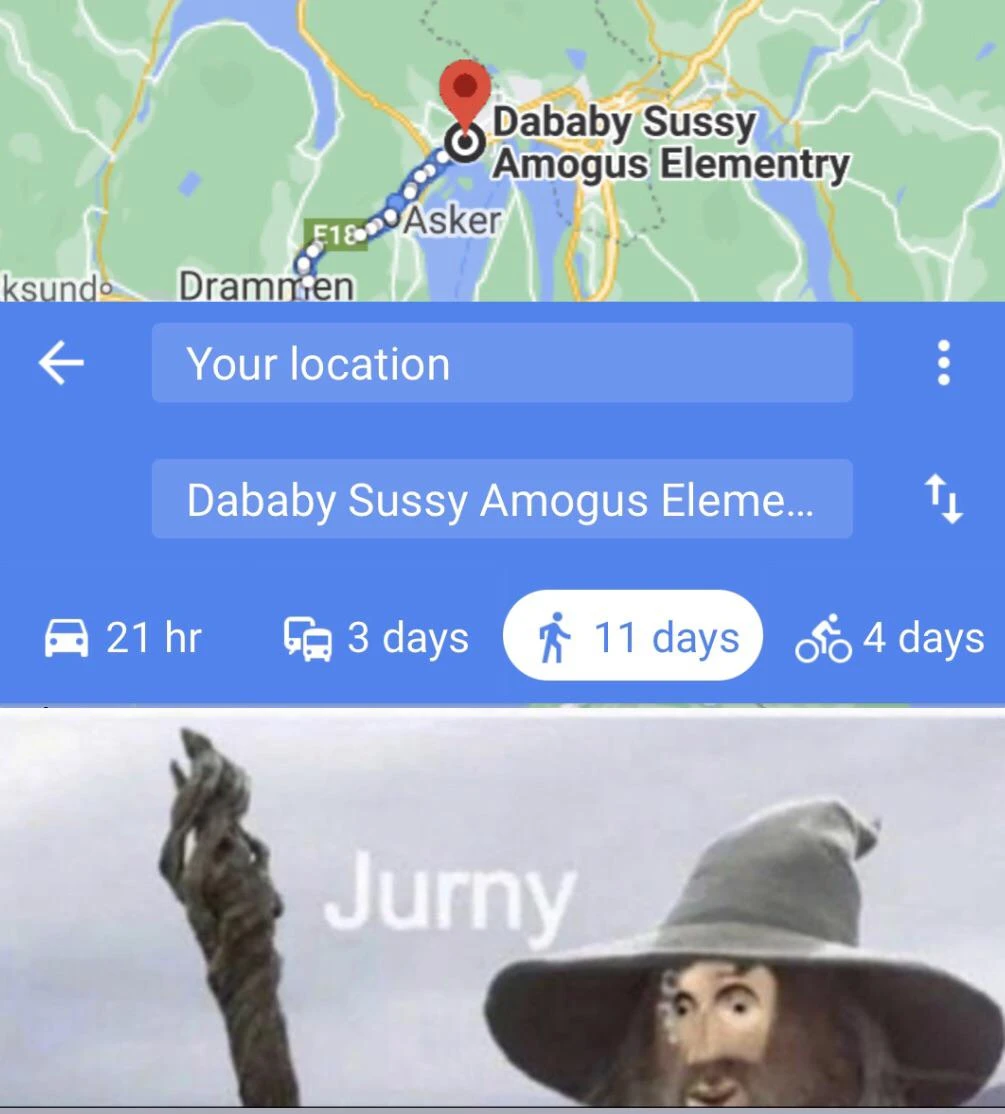 Dababy Sussy
Amogus Elementry
Asker
E18
ksund
Drammen
Your location
Dababy Sussy Amogus Eleme...
21 hr
3 days
11 days
4 days
Jurny